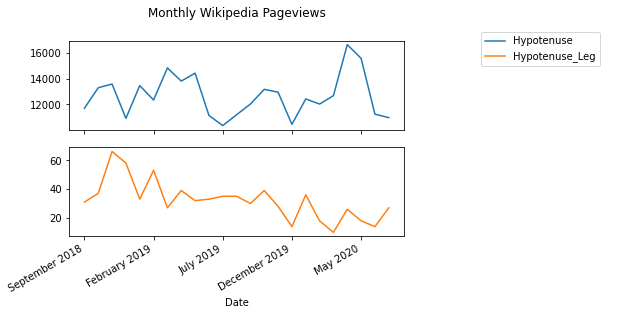 Monthly Wikipedia Pageviews
Hypotenuse
Hypotenuse_Leg
16000
14000
12000
60
40
20
September 2018
February 2019
July 2019
December 2019
May 2020
Date